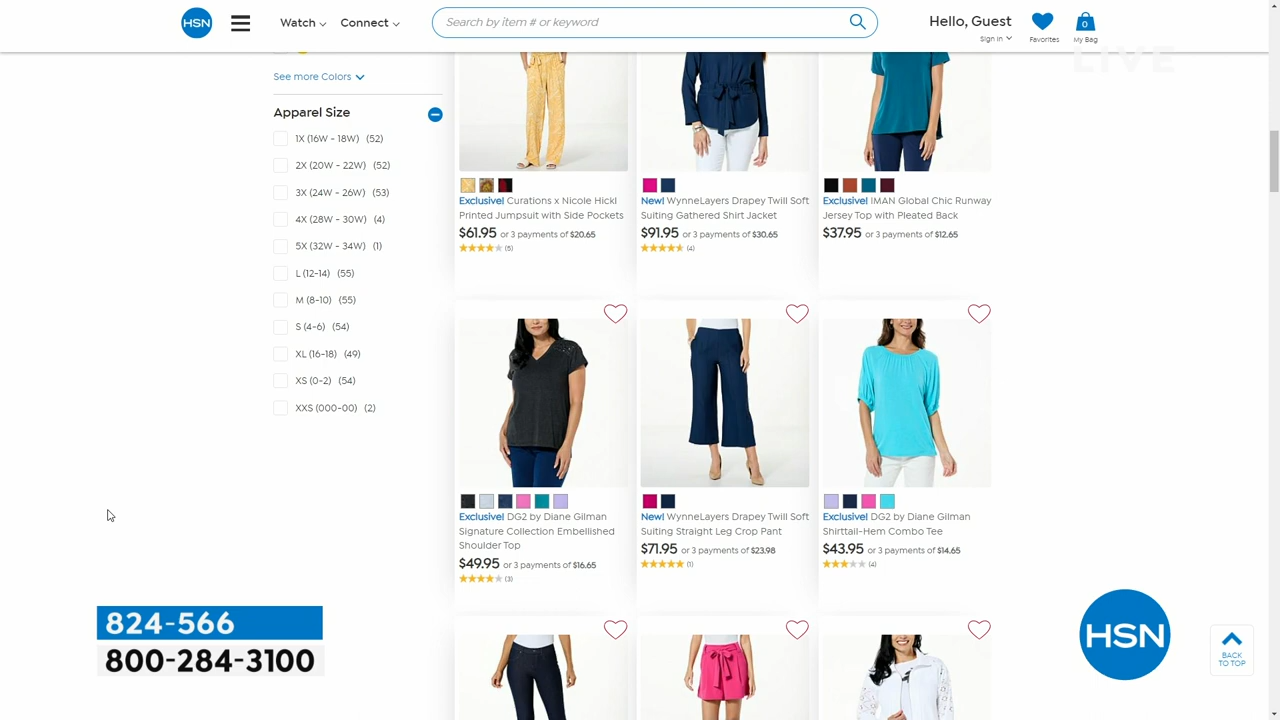 HSN
Watch
Connect
Search by item # or keyword
Hello, Guest
Sign in
Favorites
0
My Bag
LIVE
See more Colors
Apparel Size
1X (16W - 18W) (52)
2X (20W - 22W) (52)
3X (24W - 26W) (53)
4X (28W - 30W) (4)
5X (32W - 34W) (1)
L (12-14) (55)
M (8-10) (55)
S (4-6) (54)
XL (16-18) (49)
XS (0-2) (54)
XXS (000-00) (2)
Exclusive! Curations x Nicole Hickl
Printed Jumpsuit with Side Pockets
$61.95 or 3 payments of $20.65
(5)
New! WynneLayers Drapey Twill Soft
Suiting Gathered Shirt Jacket
$91.95 or 3 payments of $30.65
(4)
Exclusive! IMAN Global Chic Runway
Jersey Top with Pleated Back
$37.95 or 3 payments of $12.65
Exclusive! DG2 by Diane Gilman
Signature Collection Embellished
Shoulder Top
$49.95 or 3 payments of $16.65
(3)
New! WynneLayers Drapey Twill Soft
Suiting Straight Leg Crop Pant
$71.95 or 3 payments of $23.98
(1)
Exclusive! DG2 by Diane Gilman
Shirttail-Hem Combo Tee
$43.95 or 3 payments of $14.65
(4)
824-566
800-284-3100
HSN
BACK
TO TOP